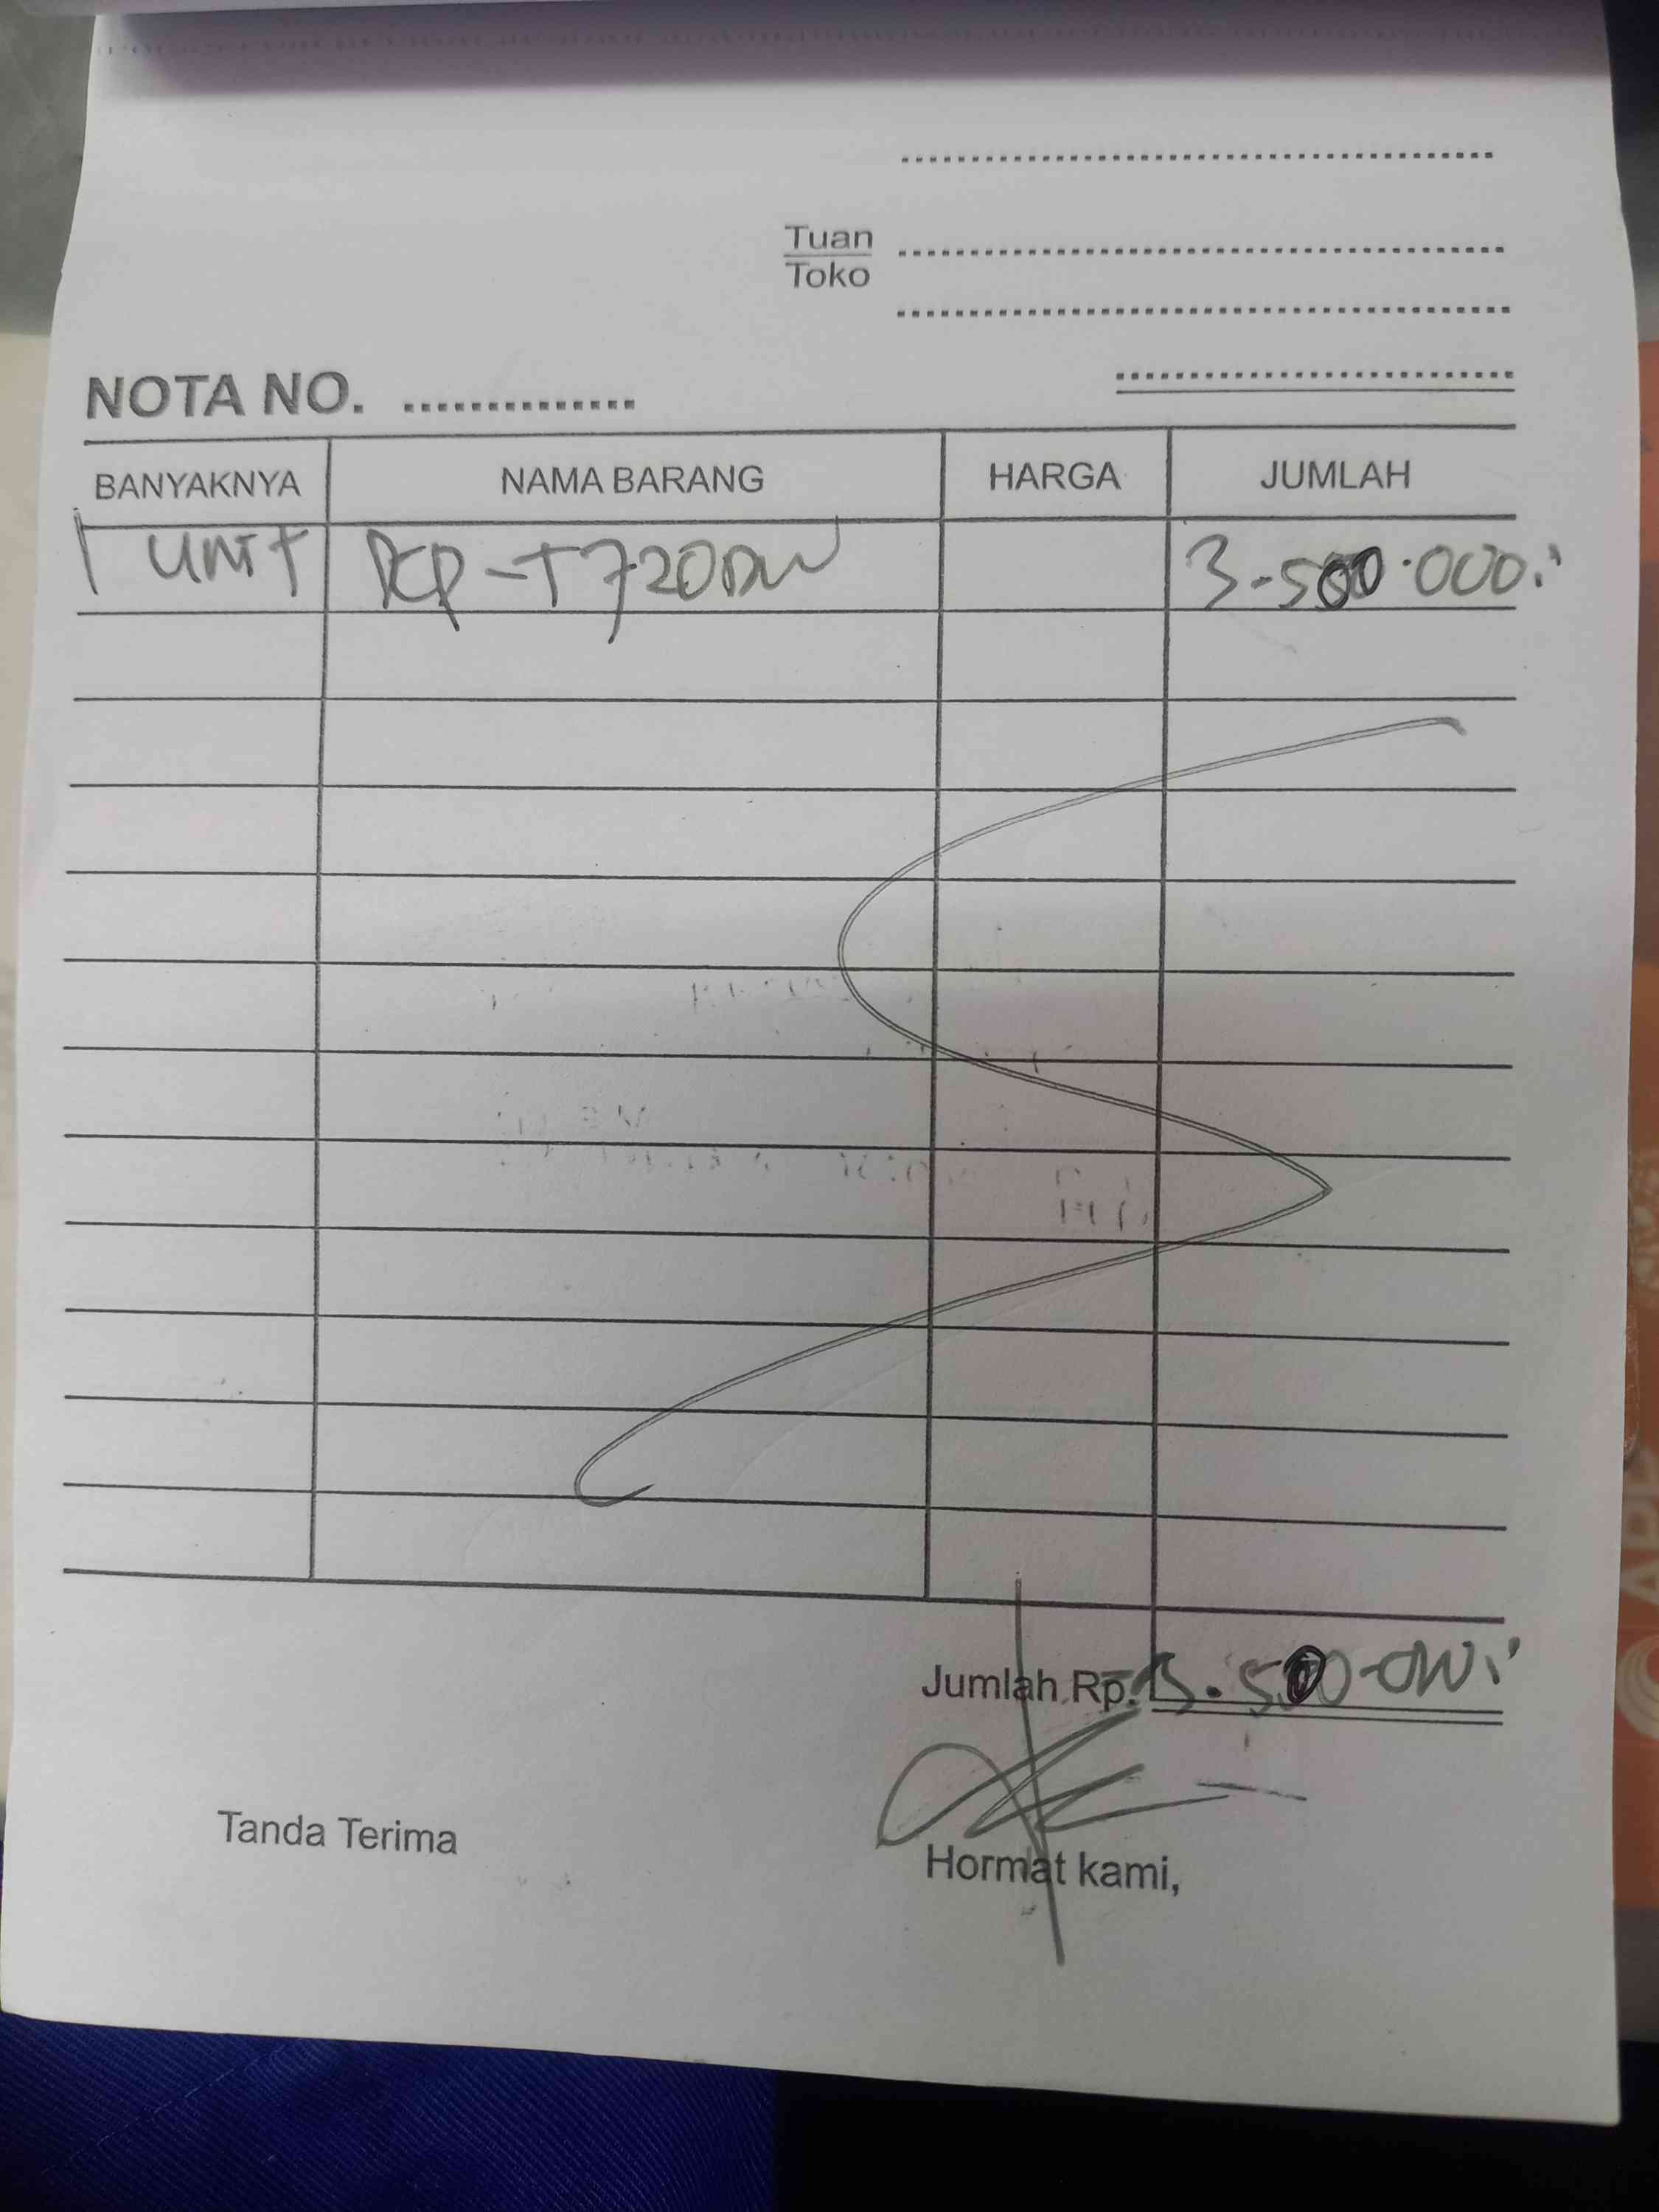 Tuan
Toko
NOTA NO. ..............
BANYAKNYA NAMA BARANG HARGA JUMLAH
1 UNIT DCP-T720DW 3.500.000.
Jumlah Rp. 3.500.000.
Tanda Terima
Hormat kami,